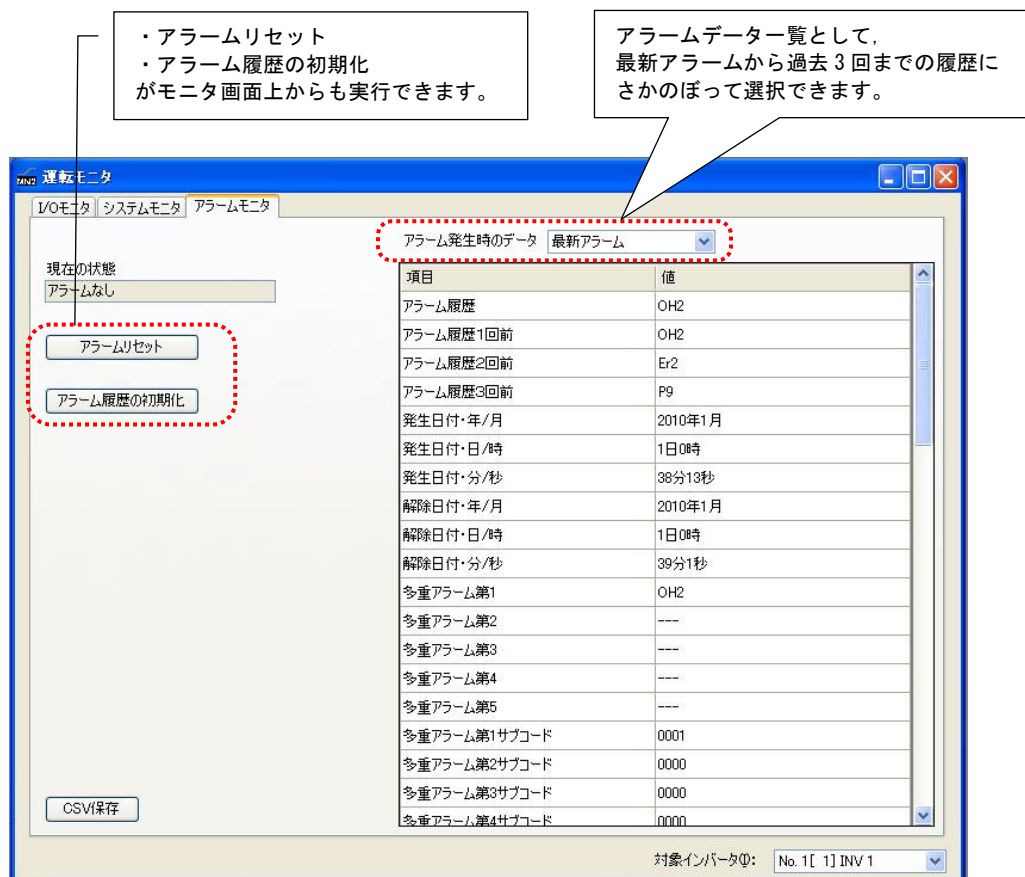 ・アラームリセット
・アラーム履歴の初期化
がモニタ画面上からも実行できます。
アラームデータ一覧として,
最新アラームから過去3回までの履歴に
さかのぼって選択できます。
MN2 運転モニタ
I/Oモニタ システムモニタ アラームモニタ
アラーム発生時のデータ 最新アラーム
現在の状態
アラームなし
アラームリセット
アラーム履歴の初期化
項目 値
アラーム履歴 OH2
アラーム履歴1回前 OH2
アラーム履歴2回前 Er2
アラーム履歴3回前 P9
発生日付・年/月 2010年1月
発生日付・日/時 1日0時
発生日付・分/秒 38分13秒
解除日付・年/月 2010年1月
解除日付・日/時 1日0時
解除日付・分/秒 39分1秒
多重アラーム第1 OH2
多重アラーム第2 ---
多重アラーム第3 ---
多重アラーム第4 ---
多重アラーム第5 ---
多重アラーム第1サブコード 0001
多重アラーム第2サブコード 0000
多重アラーム第3サブコード 0000
多重アラーム第4サブコード 0000
CSV保存
対象インバータ①: No. 1[ 1] INV 1